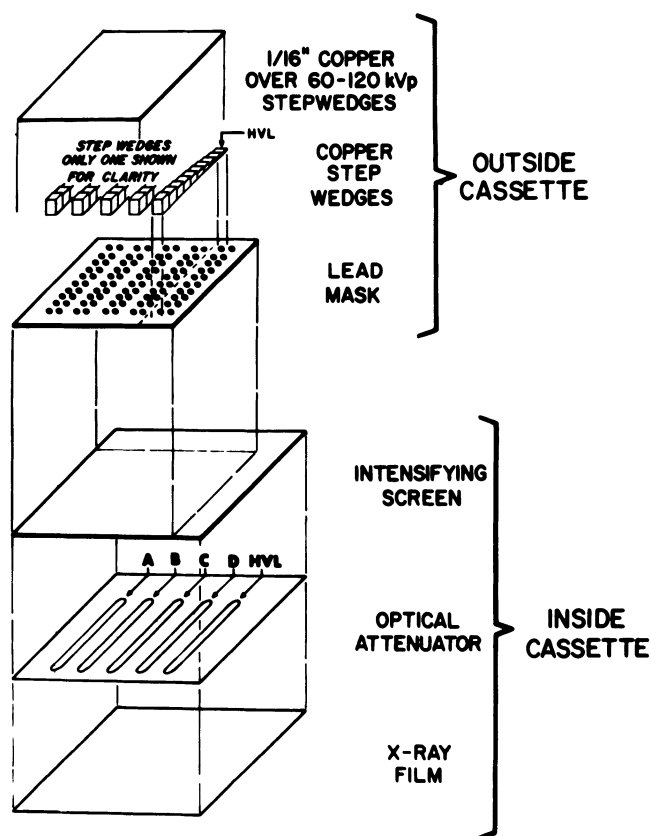 1/16" COPPER
OVER 60-120 kVp
STEPWEDGES
STEP WEDGES
ONLY ONE SHOWN
FOR CLARITY
HVL
COPPER
STEP
WEDGES
OUTSIDE
CASSETTE
LEAD
MASK
INTENSIFYING
SCREEN
A B C D HVL
OPTICAL
ATTENUATOR
INSIDE
CASSETTE
X-RAY
FILM